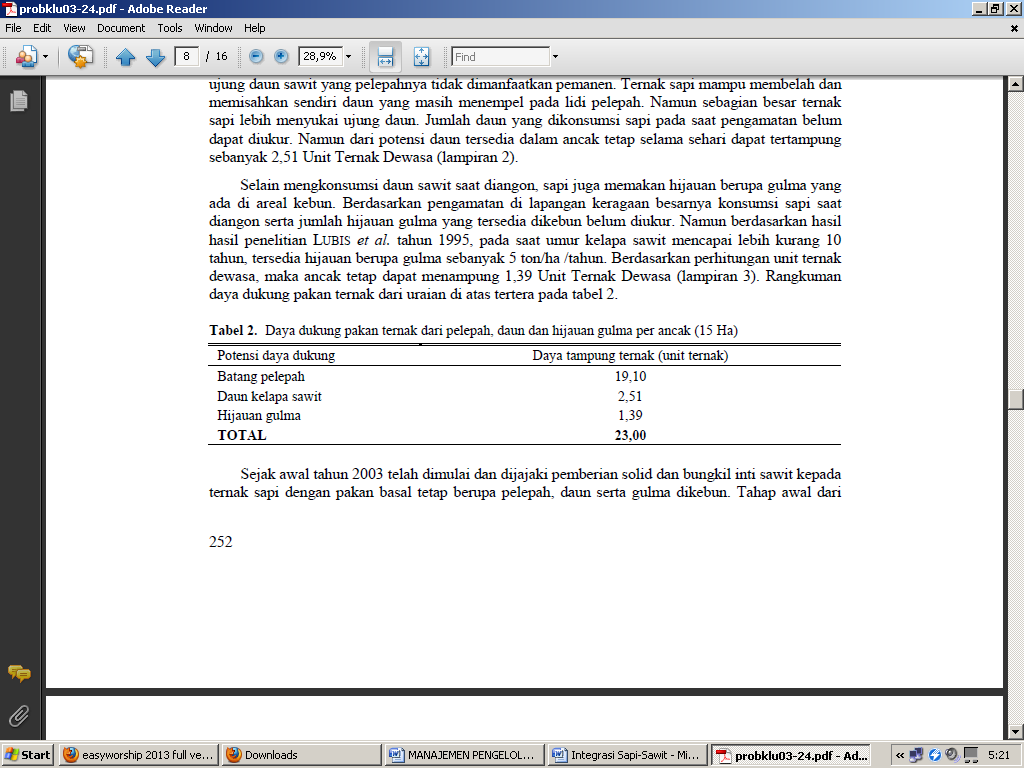 probklu03-24.pdf - Adobe Reader
File Edit View Document Tools Window Help
8 / 16 28,9% Find
ujung daun sawit yang pelepahnya tidak dimanfaatkan pemanen. Ternak sapi mampu membelah dan
memisahkan sendiri daun yang masih menempel pada lidi pelepah. Namun sebagian besar ternak
sapi lebih menyukai ujung daun. Jumlah daun yang dikonsumsi sapi pada saat pengamatan belum
dapat diukur. Namun dari potensi daun tersedia dalam ancak tetap selama sehari dapat tertampung
sebanyak 2,51 Unit Ternak Dewasa (lampiran 2).
Selain mengkonsumsi daun sawit saat diangon, sapi juga memakan hijauan berupa gulma yang
ada di areal kebun. Berdasarkan pengamatan di lapangan keragaan besarnya konsumsi sapi saat
diangon serta jumlah hijauan gulma yang tersedia dikebun belum diukur. Namun berdasarkan hasil
hasil penelitian LUBIS et al. tahun 1995, pada saat umur kelapa sawit mencapai lebih kurang 10
tahun, tersedia hijauan berupa gulma sebanyak 5 ton/ha /tahun. Berdasarkan perhitungan unit ternak
dewasa, maka ancak tetap dapat menampung 1,39 Unit Ternak Dewasa (lampiran 3). Rangkuman
daya dukung pakan ternak dari uraian di atas tertera pada tabel 2.
Tabel 2. Daya dukung pakan ternak dari pelepah, daun dan hijauan gulma per ancak (15 Ha)
Potensi daya dukung Daya tampung ternak (unit ternak)
Batang pelepah 19,10
Daun kelapa sawit 2,51
Hijauan gulma 1,39
TOTAL 23,00
Sejak awal tahun 2003 telah dimulai dan dijajaki pemberian solid dan bungkil inti sawit kepada
ternak sapi dengan pakan basal tetap berupa pelepah, daun serta gulma dikebun. Tahap awal dari
252
Start easyworship 2013 full ve... Downloads MANAJEMEN PENGELOL... Integrasi Sapi-Sawit - Mi... probklu03-24.pdf - Ad... « 5:21